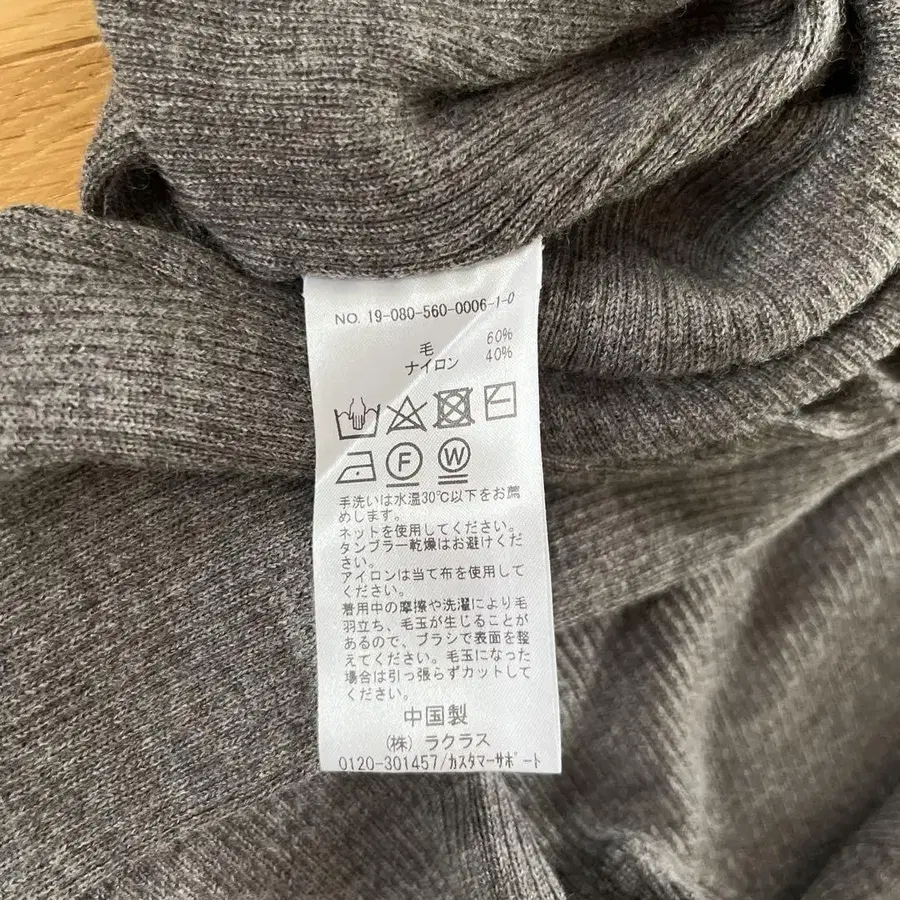 NO. 19-080-560-0006-1-0
毛 60%
ナイロン 40%
F W
手洗いは水温30℃以下をお薦
めします。
ネットを使用してください。
タンブラー乾燥はお避けくだ
さい。
アイロンは当て布を使用して
ください。
着用中の摩擦や洗濯により毛
羽立ち、毛玉が生じることが
あるので、ブラシで表面を整
えてください。毛玉になった
場合は引っ張らずカットして
ください。
中国製
(株) ラクラス
0120-301457/カスタマーサポート